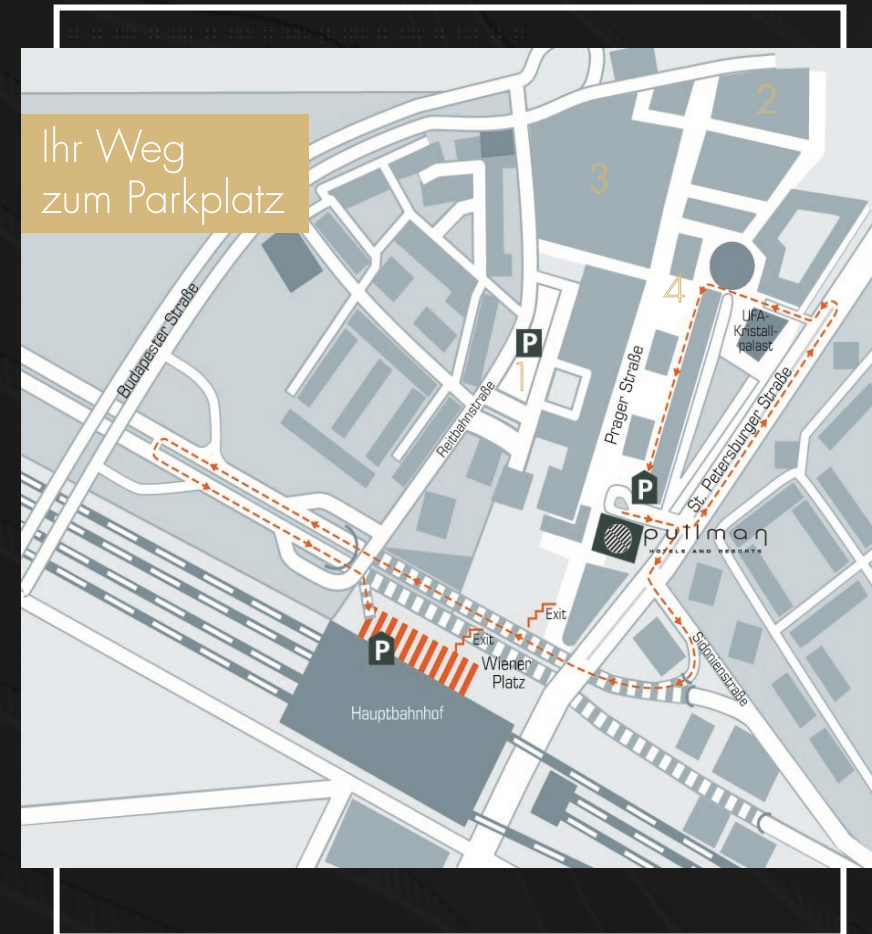 Ihr Weg
zum Parkplatz
2
3
Budapester Straße
4
UFA-
Kristall-
palast
P
1
Prager Straße
Reitbahnstraße
St. Petersburger Straße
P
pullman
HOTELS AND RESORTS
Exit
Exit
P
Wiener
Platz
Sidonienstraße
Hauptbahnhof